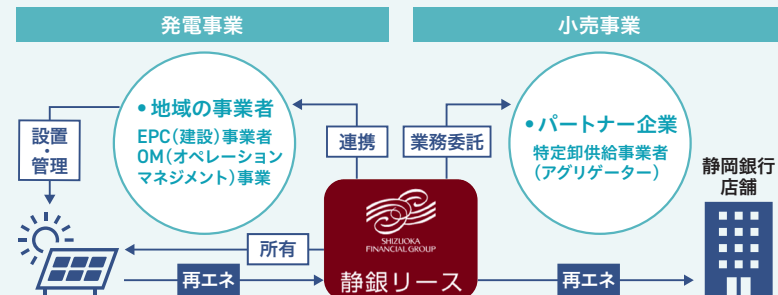 発電事業
小売事業
• 地域の事業者
EPC(建設)事業者
OM(オペレーション
マネジメント)事業
設置
・
管理
連携
業務委託
• パートナー企業
特定卸供給事業者
(アグリゲーター)
静岡銀行
店舗
所有
SHIZUOKA
FINANCIAL GROUP
静銀リース
再エネ
再エネ